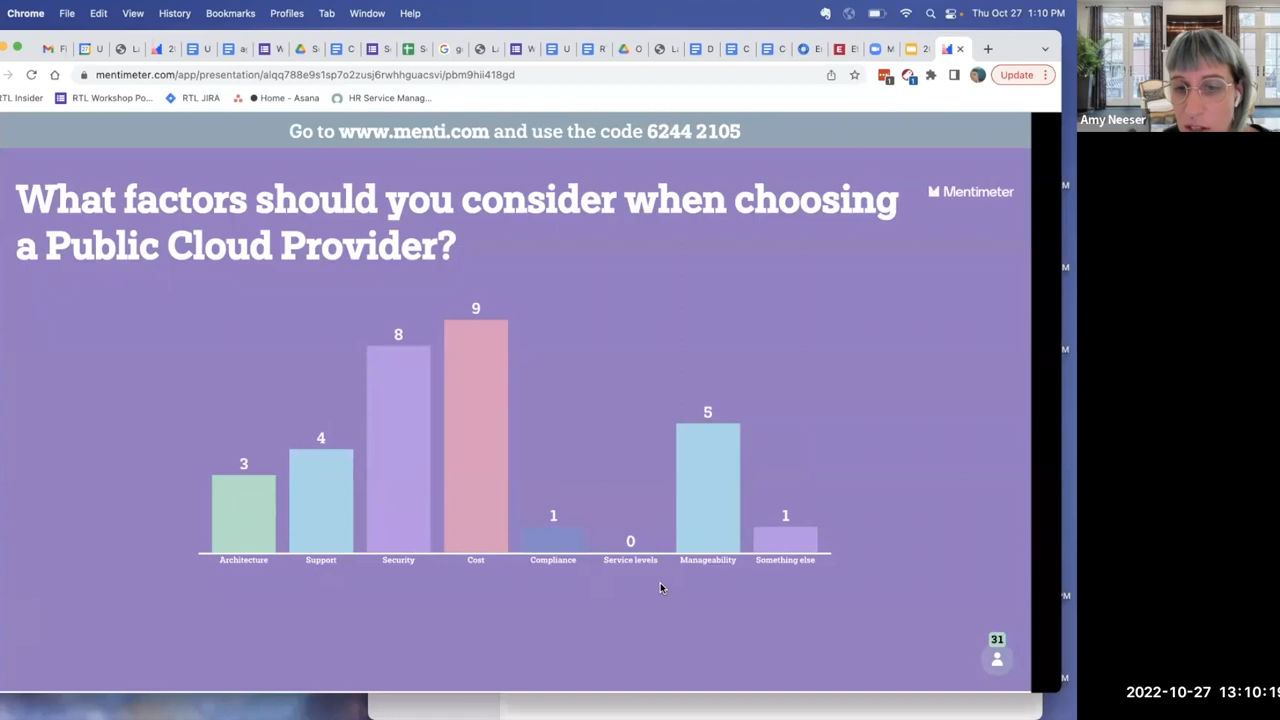 Chrome File Edit View History Bookmarks Profiles Tab Window Help Thu Oct 27 1:10 PM
mentimeter.com/app/presentation/alqq788e9s1sp7o2zusj6rwhhguacsvi/pbm9hii418gd Update
RTL Insider RTL Workshop Po... RTL JIRA Home - Asana HR Service Manag...
Amy Neeser
Go to www.menti.com and use the code 6244 2105
What factors should you consider when choosing
a Public Cloud Provider?
Mentimeter
9
8
5
4
3
1
1
0
Architecture Support Security Cost Compliance Service levels Manageability Something else
31
2022-10-27 13:10:19